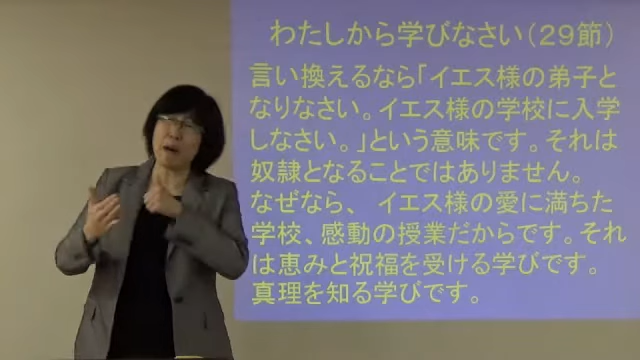 わたしから学びなさい（２９節）
言い換えるなら「イエス様の弟子と
なりなさい。イエス様の学校に入学
しなさい。」という意味です。それは
奴隷となることではありません。
なぜなら、　イエス様の愛に満ちた
学校、感動の授業だからです。それ
は恵みと祝福を受ける学びです。
真理を知る学びです。